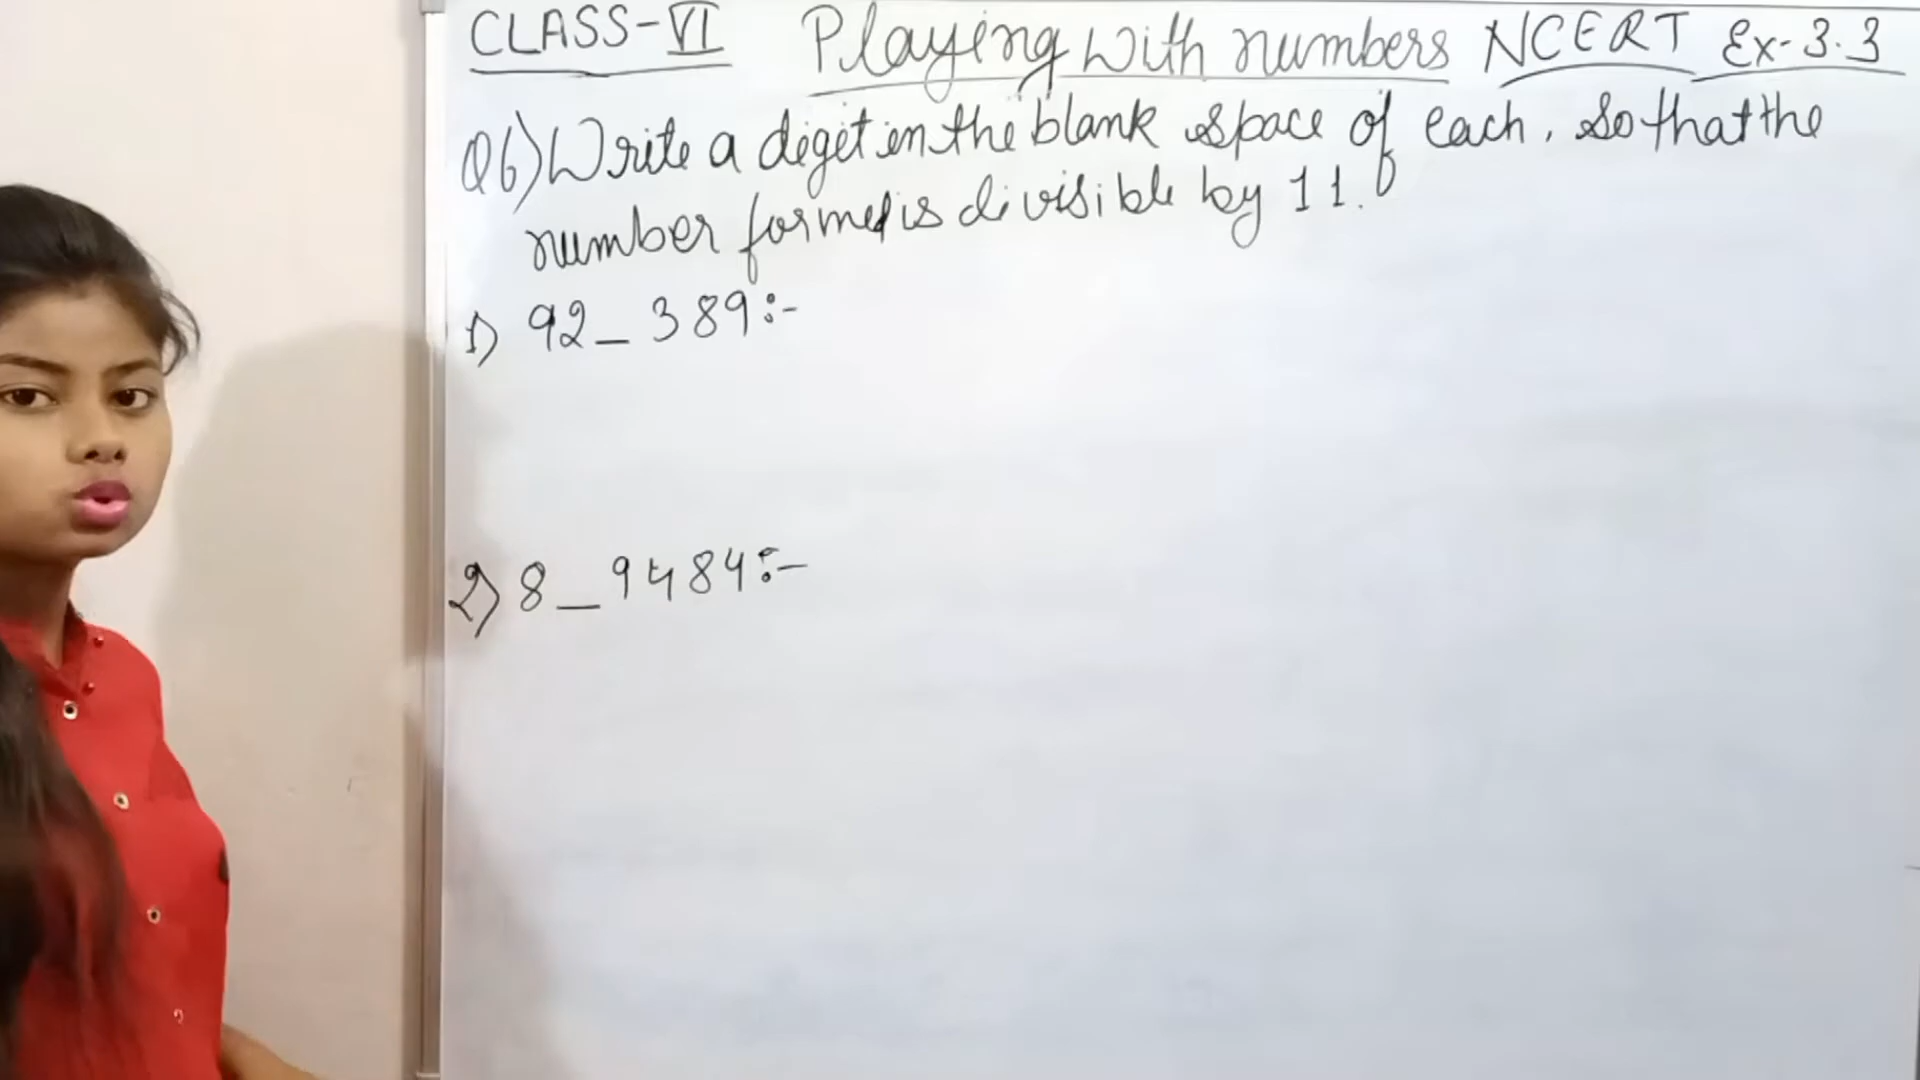 CLASS-VI Playing with numbers NCERT Ex-3.3
Q6) Write a digit in the blank space of each, so that the
number formed is divisible by 11.
1) 92_389:-
2) 8_9484:-